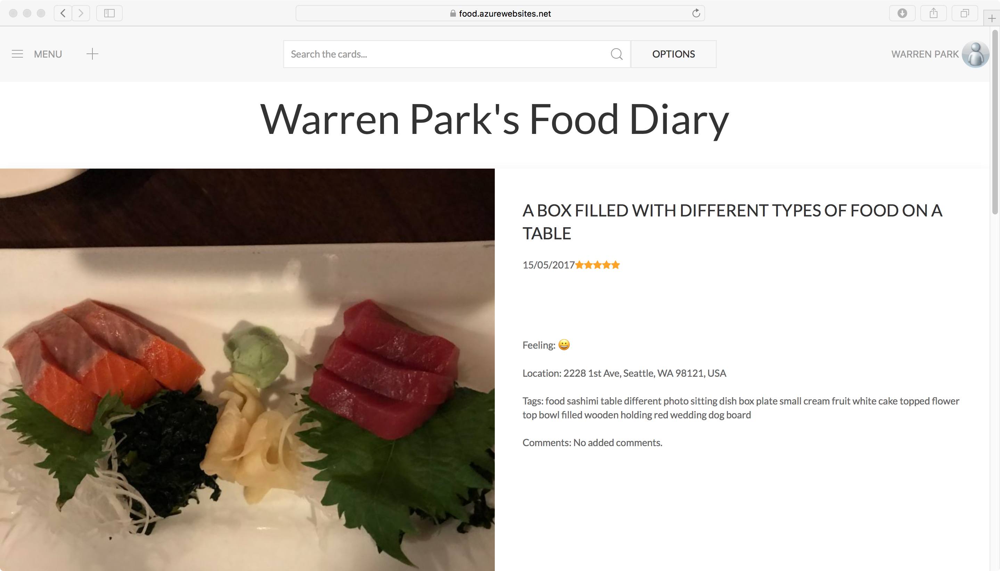 food.azurewebsites.net
MENU
Search the cards...
OPTIONS
WARREN PARK
Warren Park's Food Diary
A BOX FILLED WITH DIFFERENT TYPES OF FOOD ON A
TABLE
15/05/2017
Feeling: 😀
Location: 2228 1st Ave, Seattle, WA 98121, USA
Tags: food sashimi table different photo sitting dish box plate small cream fruit white cake topped flower
top bowl filled wooden holding red wedding dog board
Comments: No added comments.